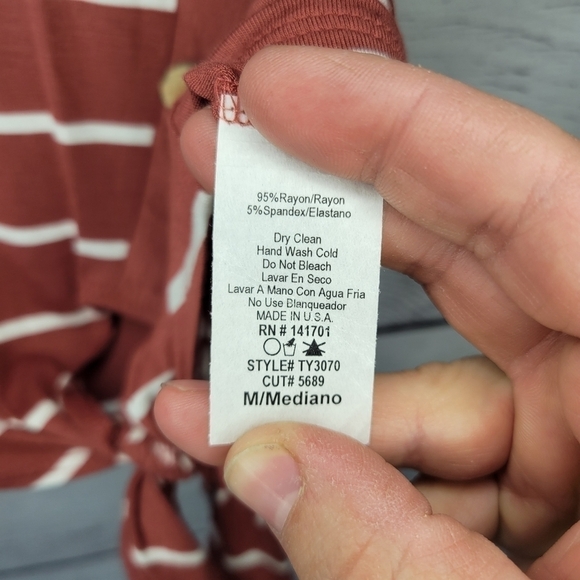 95%Rayon/Rayon
5%Spandex/Elastano
Dry Clean
Hand Wash Cold
Do Not Bleach
Lavar En Seco
Lavar A Mano Con Agua Fria
No Use Blanqueador
MADE IN U.S.A.
RN # 141701
STYLE# TY3070
CUT# 5689
M/Mediano